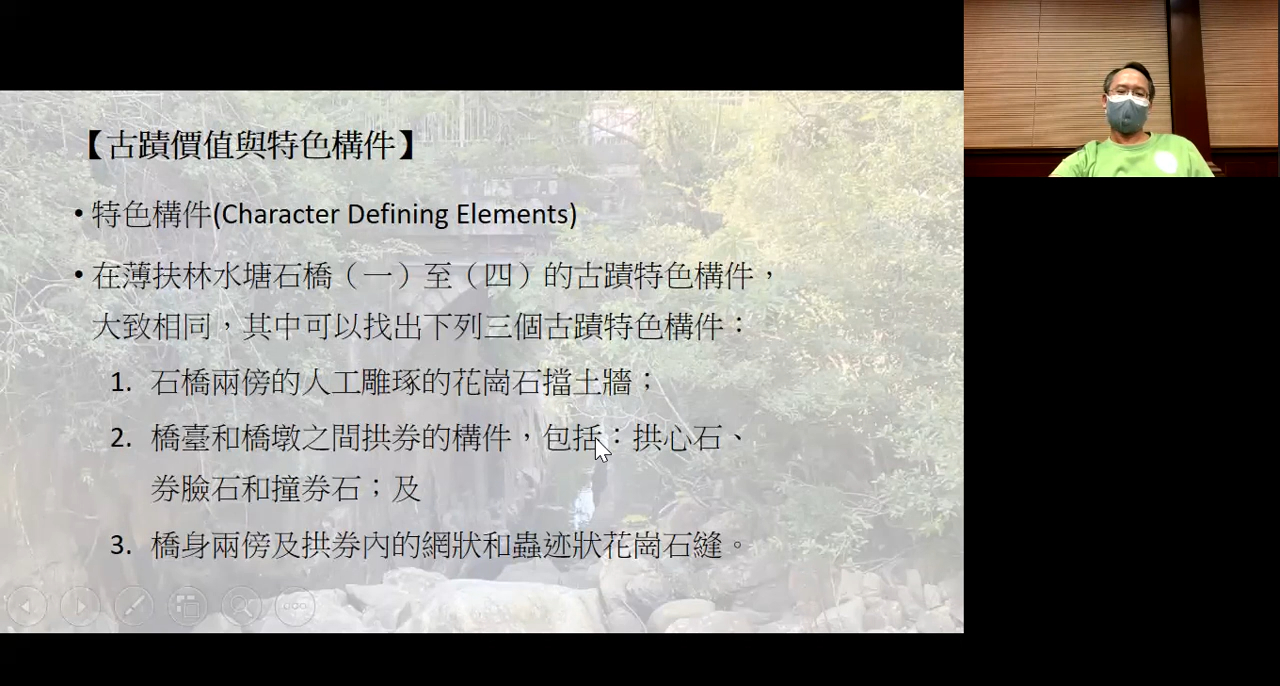 【古蹟價值與特色構件】
• 特色構件(Character Defining Elements)
• 在薄扶林水塘石橋（一）至（四）的古蹟特色構件，
大致相同，其中可以找出下列三個古蹟特色構件：
1. 石橋兩傍的人工雕琢的花崗石擋土牆；
2. 橋臺和橋墩之間拱券的構件，包括：拱心石、
券臉石和撞券石；及
3. 橋身兩傍及拱券內的網狀和蟲迹狀花崗石縫。